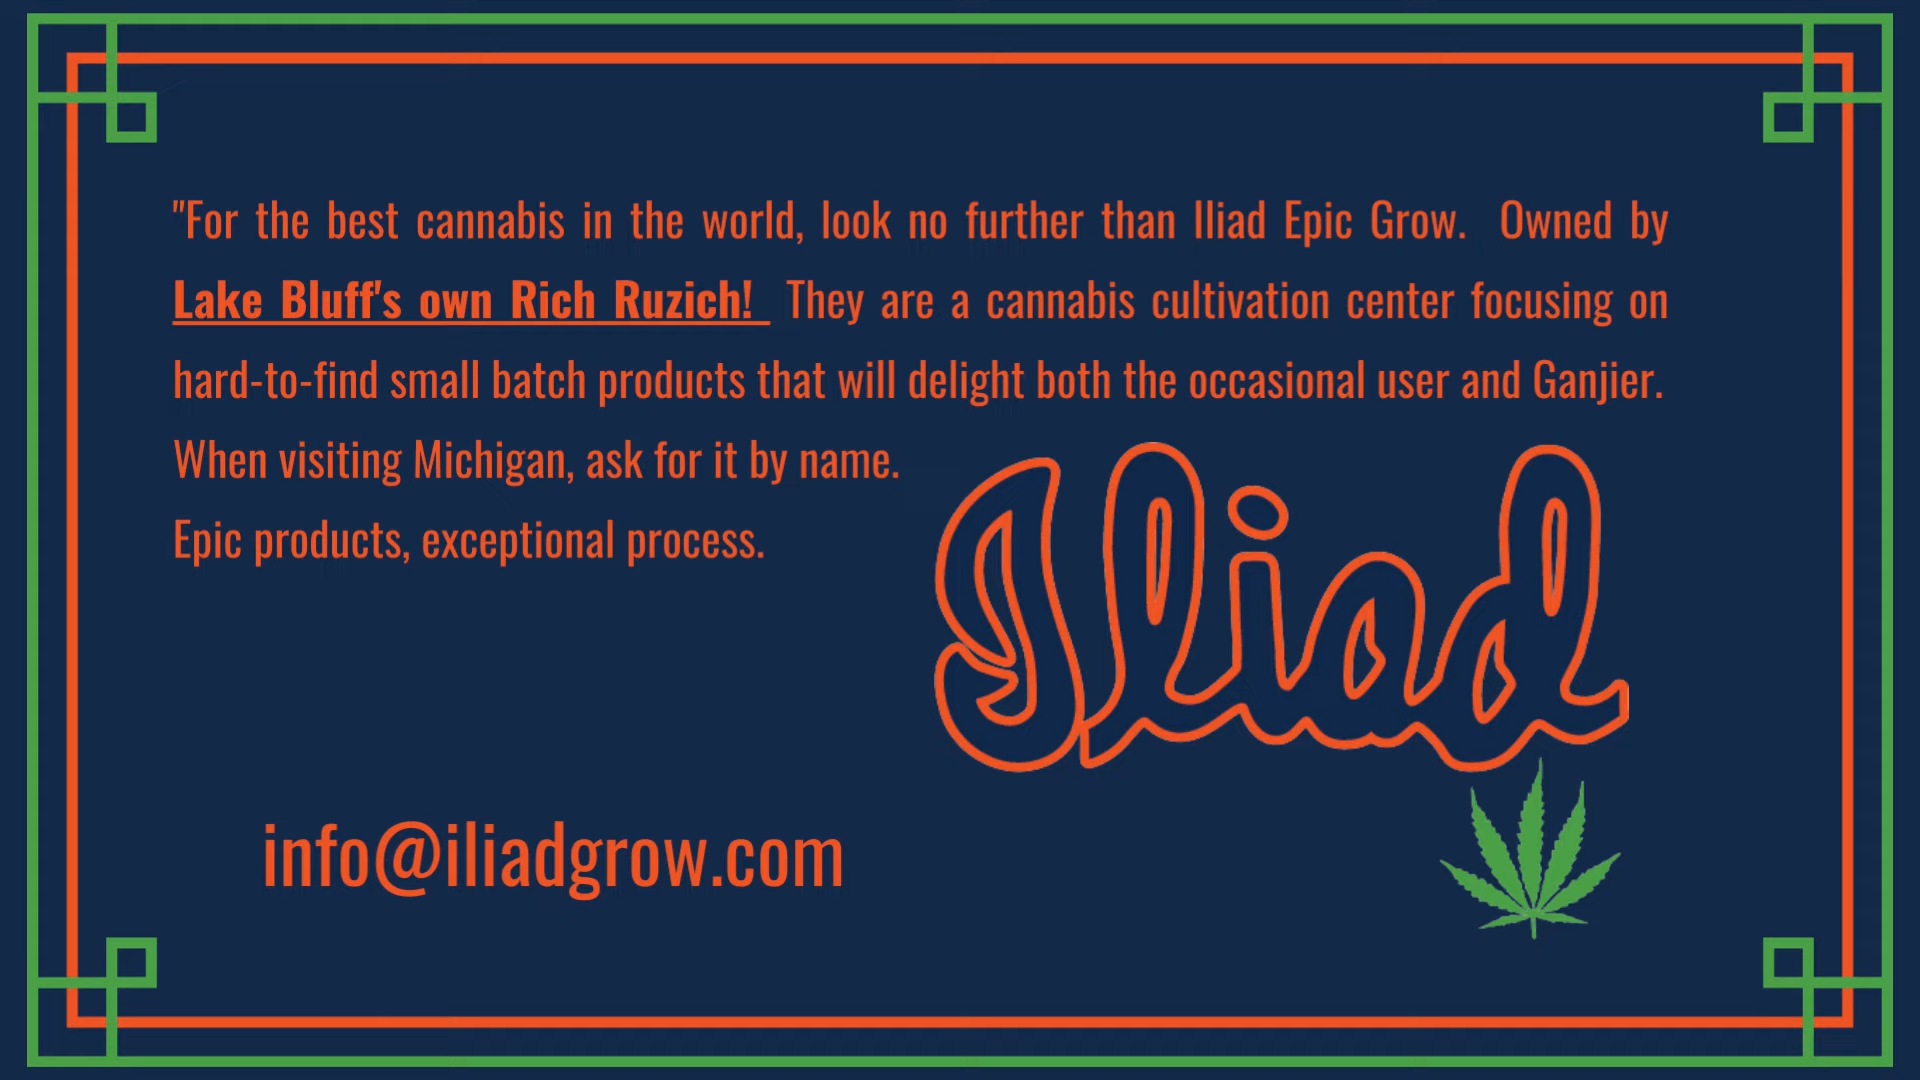 "For the best cannabis in the world, look no further than Iliad Epic Grow.  Owned by
Lake Bluff's own Rich Ruzich!  They are a cannabis cultivation center focusing on
hard-to-find small batch products that will delight both the occasional user and Ganjier.
When visiting Michigan, ask for it by name.
Epic products, exceptional process.
Iliad
info@iliadgrow.com